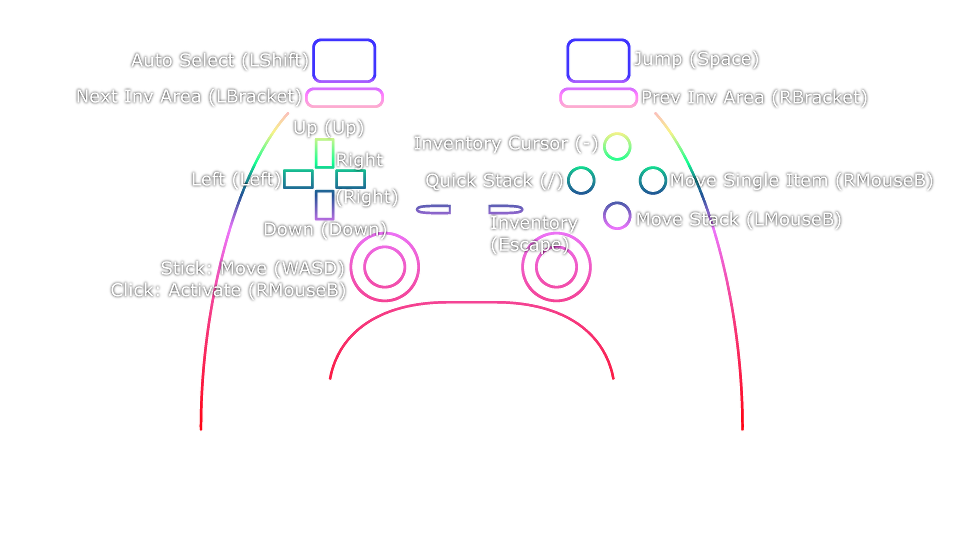 Auto Select (LShift)
Jump (Space)
Next Inv Area (LBracket)
Prev Inv Area (RBracket)
Up (Up)
Inventory Cursor (-)
Right
(Right)
Left (Left)
Quick Stack (/)
Move Single Item (RMouseB)
Down (Down)
Inventory
(Escape)
Move Stack (LMouseB)
Stick: Move (WASD)
Click: Activate (RMouseB)